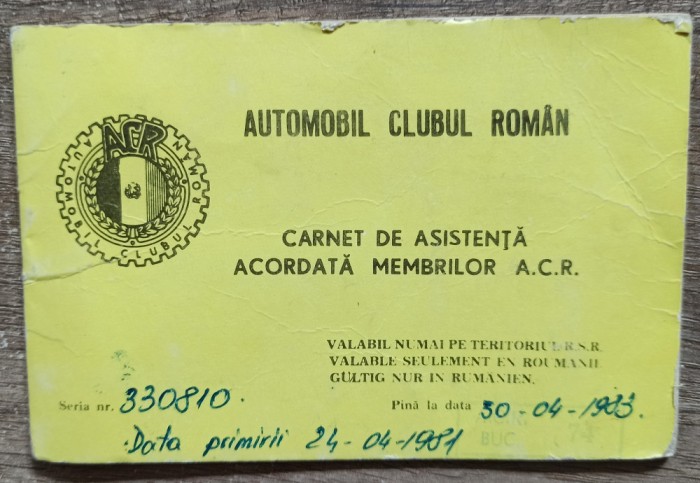 ACR
AUTOMOBIL CLUBUL ROMÂN
AUTOMOBIL CLUBUL ROMÂN
CARNET DE ASISTENȚĂ
ACORDATĂ MEMBRILOR A.C.R.
VALABIL NUMAI PE TERITORIUL R.S.R.
VALABLE SEULEMENT EN ROUMANIE
GÜLTIG NUR IN RUMÄNIEN.
Seria nr. 330810. Pînă la data 30-04-1983.
Data primirii 24-04-1981
BUC 74